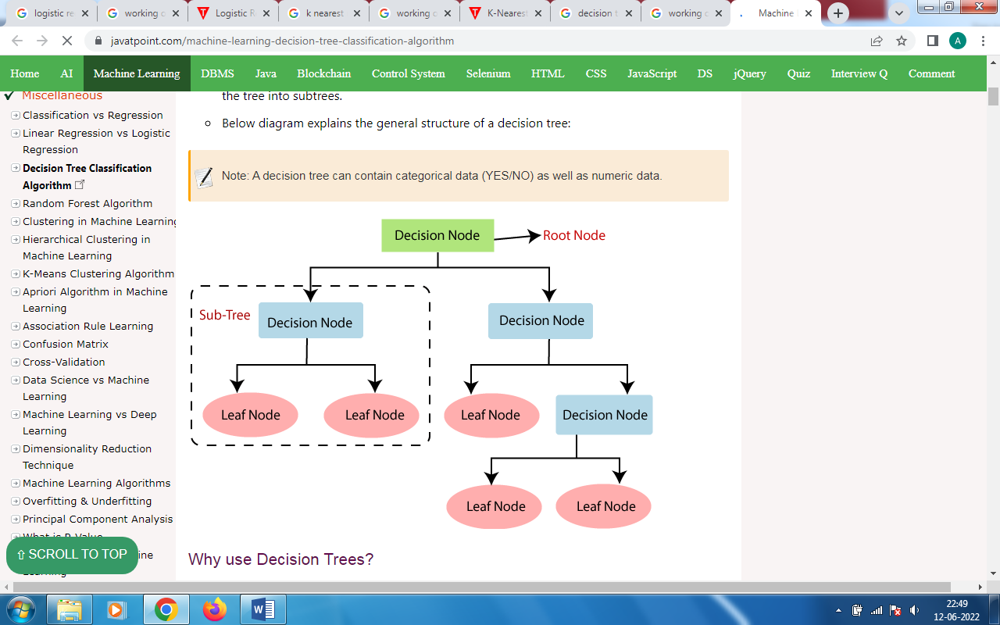 logistic re
working o
Logistic R
k nearest
working o
K-Nearest
decision t
working o
Machine
javatpoint.com/machine-learning-decision-tree-classification-algorithm
A
Home AI Machine Learning DBMS Java Blockchain Control System Selenium HTML CSS JavaScript DS jQuery Quiz Interview Q Comment
Miscellaneous
Classification vs Regression
Linear Regression vs Logistic
Regression
Decision Tree Classification
Algorithm
Random Forest Algorithm
Clustering in Machine Learning
Hierarchical Clustering in
Machine Learning
K-Means Clustering Algorithm
Apriori Algorithm in Machine
Learning
Association Rule Learning
Confusion Matrix
Cross-Validation
Data Science vs Machine
Learning
Machine Learning vs Deep
Learning
Dimensionality Reduction
Technique
Machine Learning Algorithms
Overfitting & Underfitting
Principal Component Analysis
What is P-Value
ine
Learning
⇧ SCROLL TO TOP
the tree into subtrees.
Below diagram explains the general structure of a decision tree:
Note: A decision tree can contain categorical data (YES/NO) as well as numeric data.
Decision Node
Root Node
Sub-Tree
Decision Node
Decision Node
Leaf Node
Leaf Node
Leaf Node
Decision Node
Leaf Node
Leaf Node
Why use Decision Trees?
22:49
12-06-2022